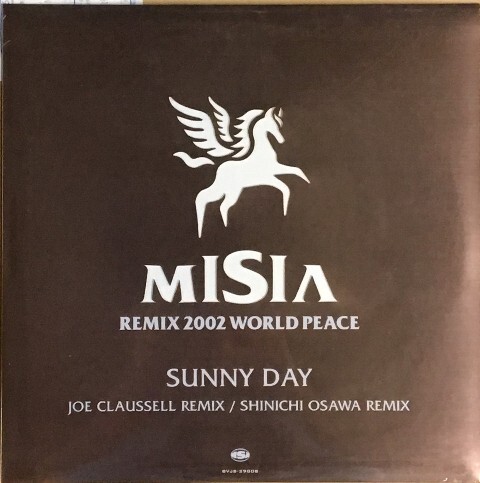 MISIA
REMIX 2002 WORLD PEACE
SUNNY DAY
JOE CLAUSSELL REMIX / SHINICHI OSAWA REMIX